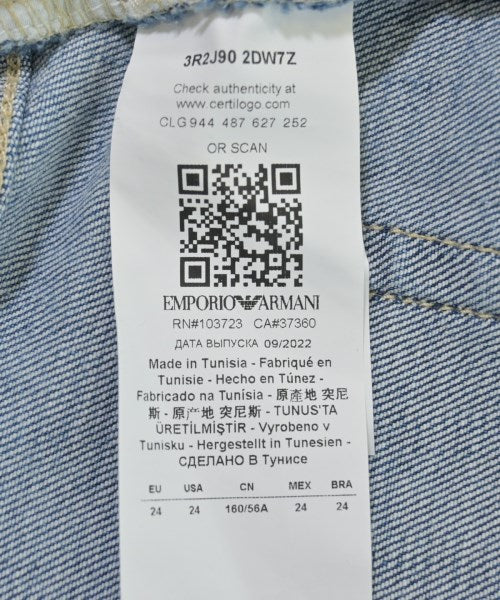 3R2J90 2DW7Z
Check authenticity at
www.certilogo.com
CLG 944 487 627 252
OR SCAN
EMPORIO ARMANI
RN#103723 CA#37360
ДАТА ВЫПУСКА 09/2022
Made in Tunisia - Fabriqué en
Tunisie - Hecho en Túnez -
Fabricado na Tunísia - 原產地 突尼
斯 - 原产地 突尼斯 - TUNUS'TA
ÜRETİLMİŞTİR - Vyrobeno v
Tunisku - Hergestellt in Tunesien -
СДЕЛАНО В Тунисе
EU USA CN MEX BRA
24 24 160/56A 24 24